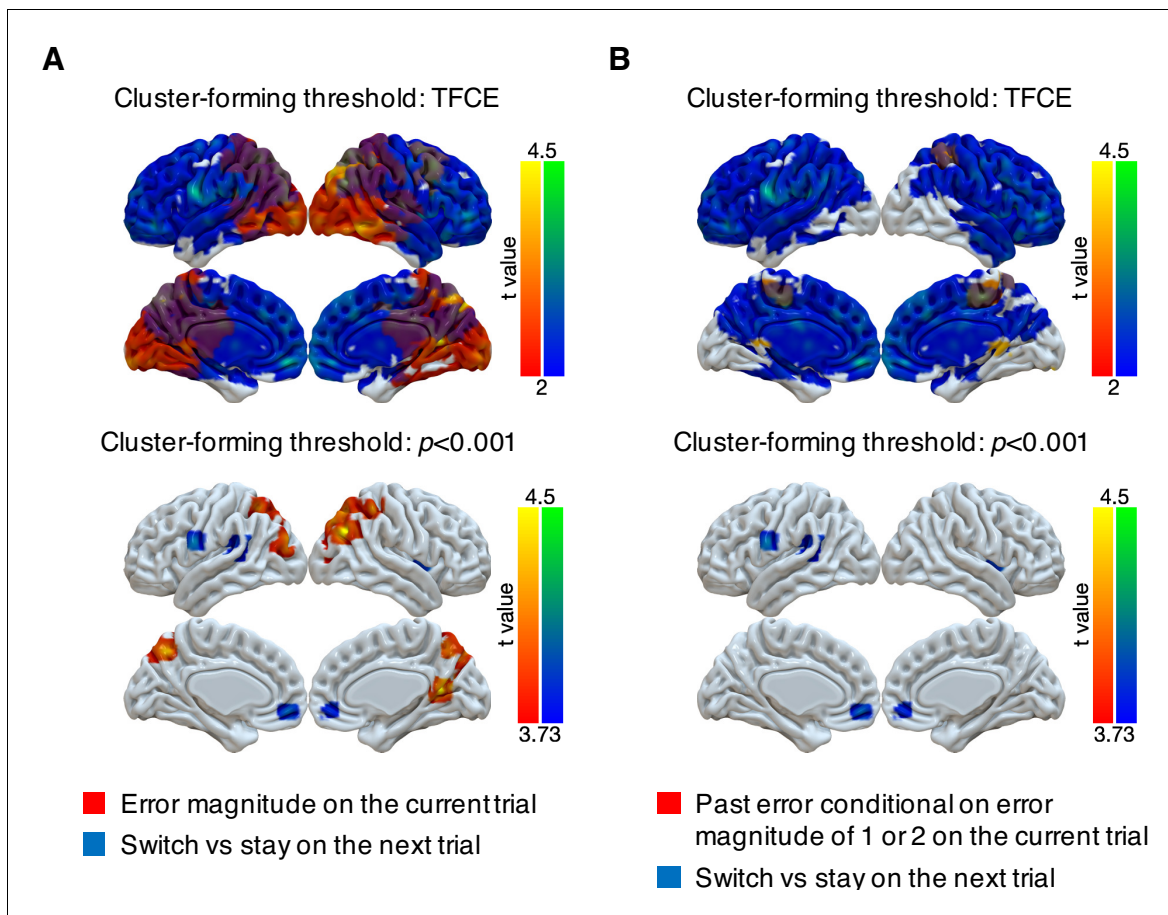 A
Cluster-forming threshold: TFCE
4.5
t value
2
Cluster-forming threshold: p<0.001
4.5
t value
3.73
Error magnitude on the current trial
Switch vs stay on the next trial
B
Cluster-forming threshold: TFCE
4.5
t value
2
Cluster-forming threshold: p<0.001
4.5
t value
3.73
Past error conditional on error
magnitude of 1 or 2 on the current trial
Switch vs stay on the next trial